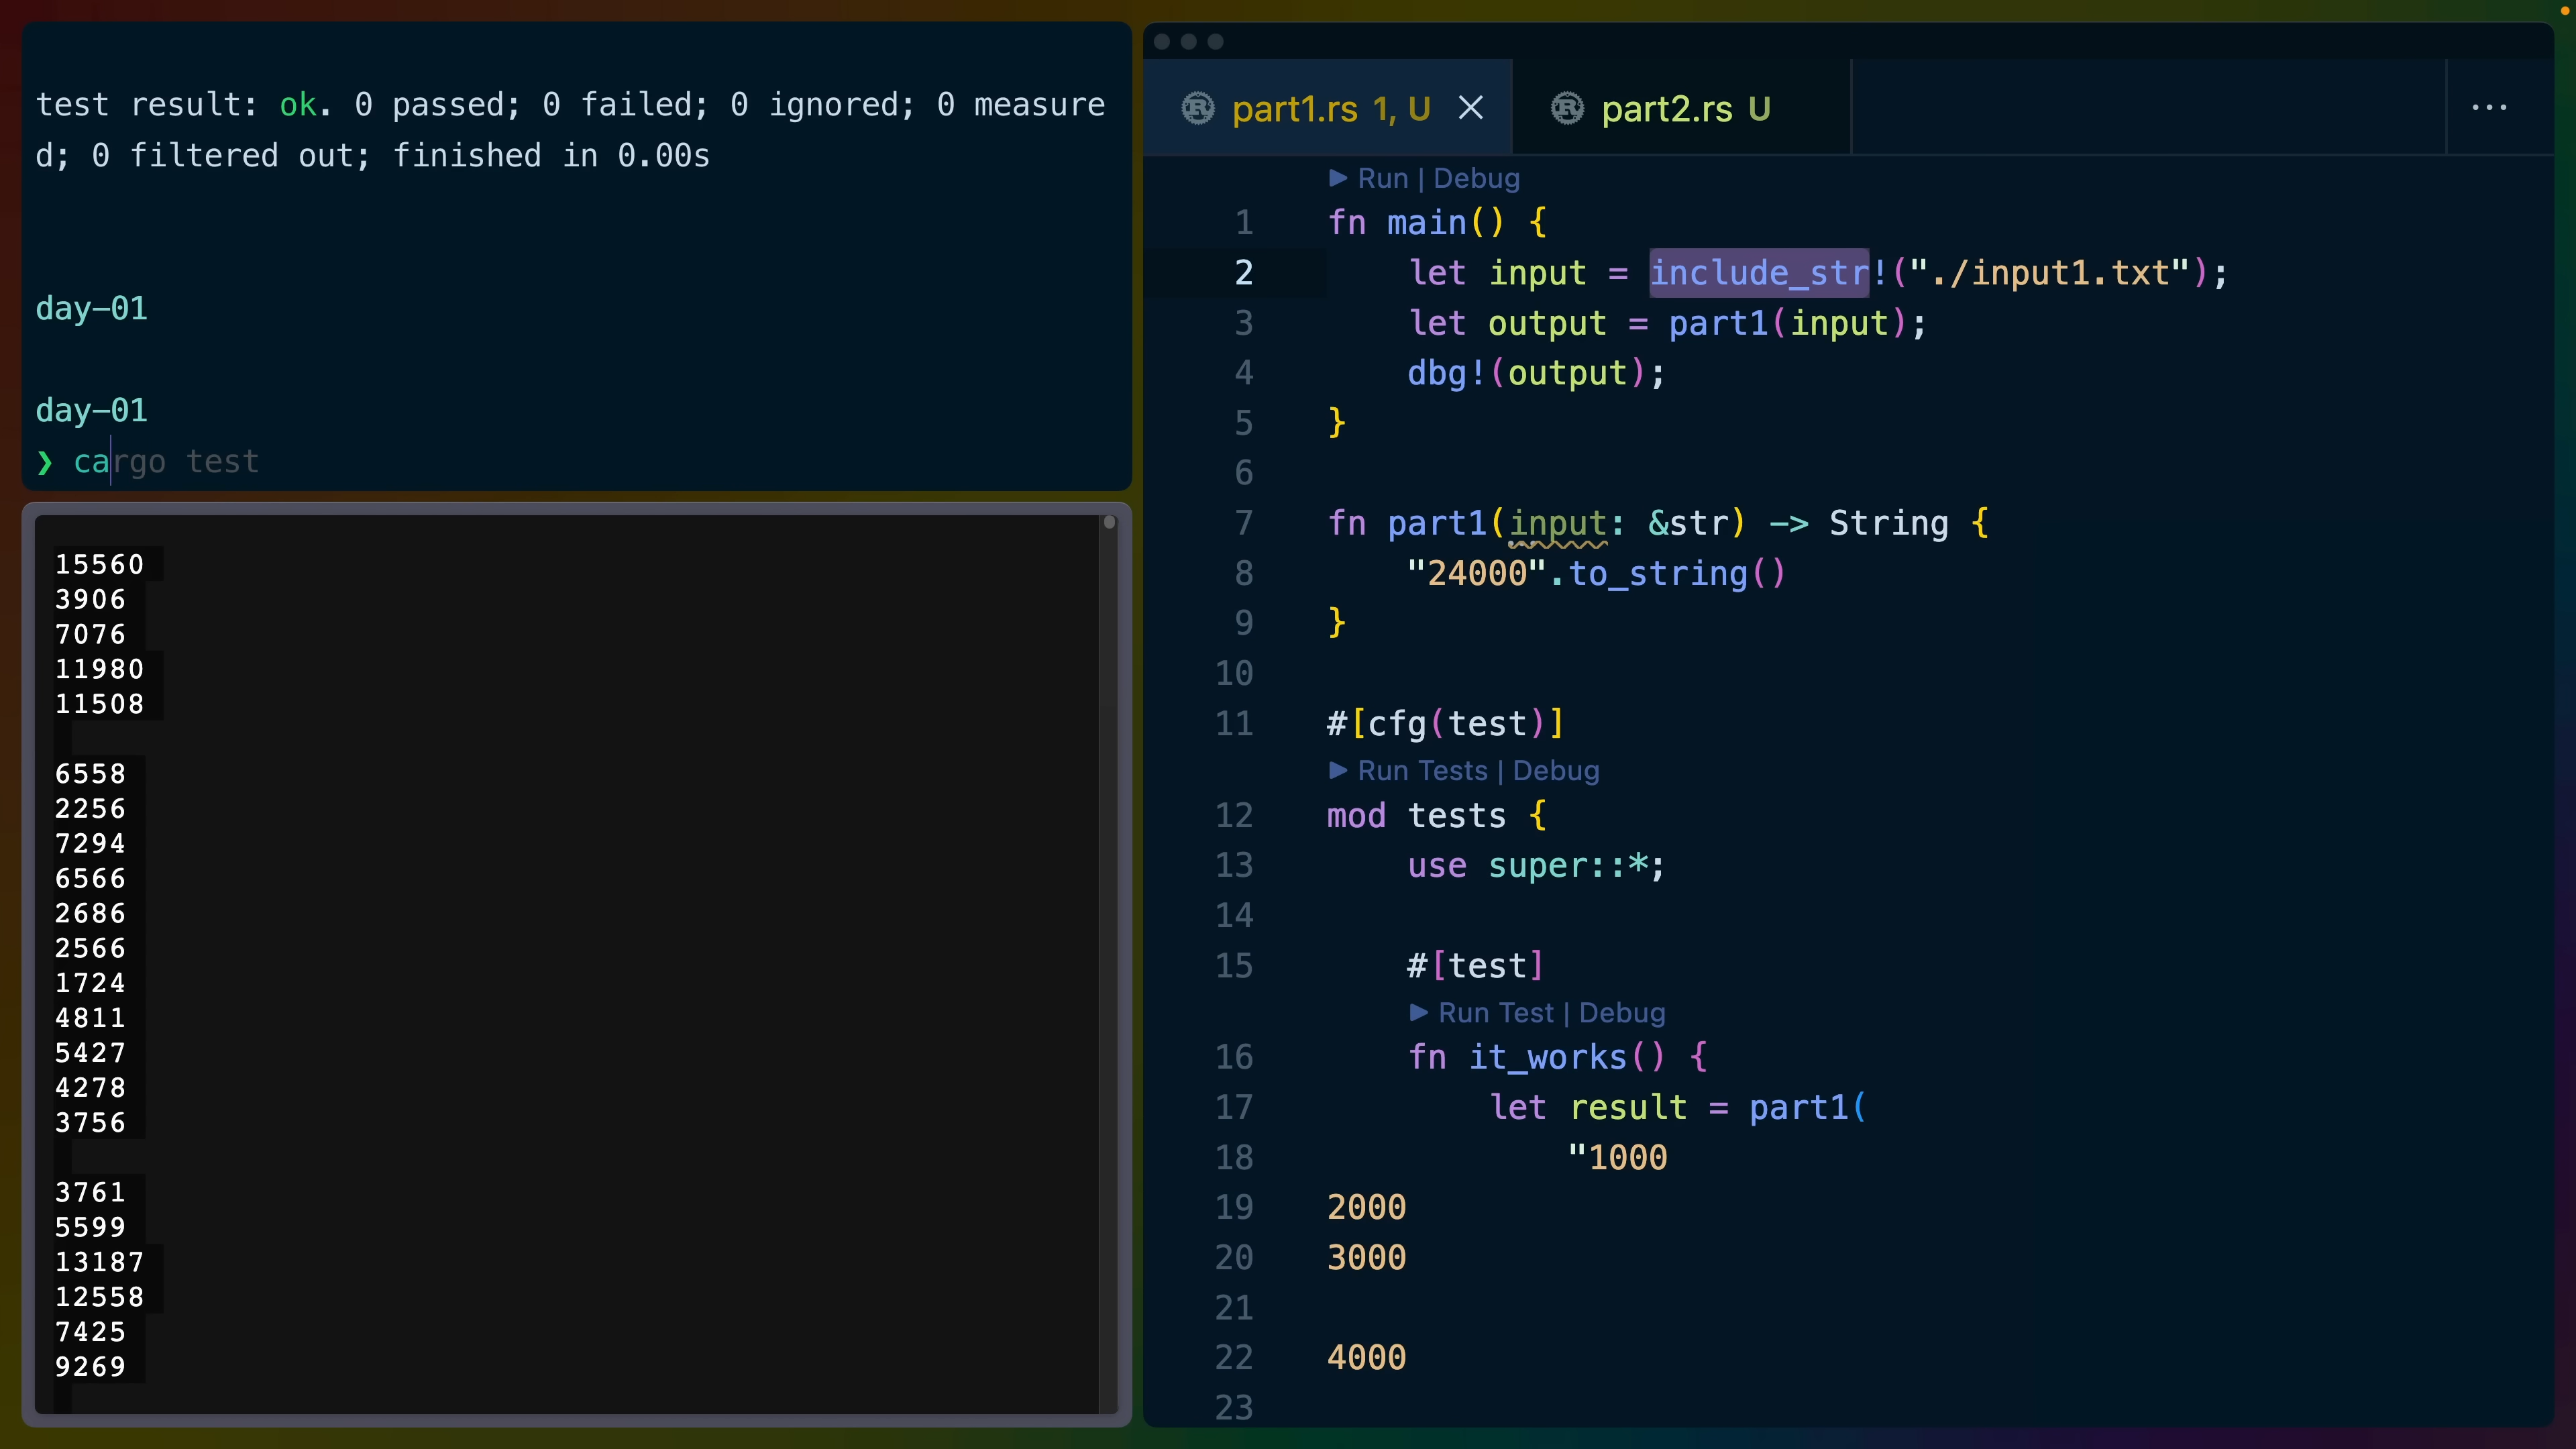 test result: ok. 0 passed; 0 failed; 0 ignored; 0 measure
d; 0 filtered out; finished in 0.00s
day-01
day-01
❯ cargo test
15560
3906
7076
11980
11508
6558
2256
7294
6566
2686
2566
1724
4811
5427
4278
3756
3761
5599
13187
12558
7425
9269
part1.rs 1, U
part2.rs U
▶ Run | Debug
1 fn main() {
2     let input = include_str!("./input1.txt");
3     let output = part1(input);
4     dbg!(output);
5 }
6
7 fn part1(input: &str) -> String {
8     "24000".to_string()
9 }
10
11 #[cfg(test)]
▶ Run Tests | Debug
12 mod tests {
13     use super::*;
14
15     #[test]
▶ Run Test | Debug
16     fn it_works() {
17         let result = part1(
18             "1000
19 2000
20 3000
21
22 4000
23